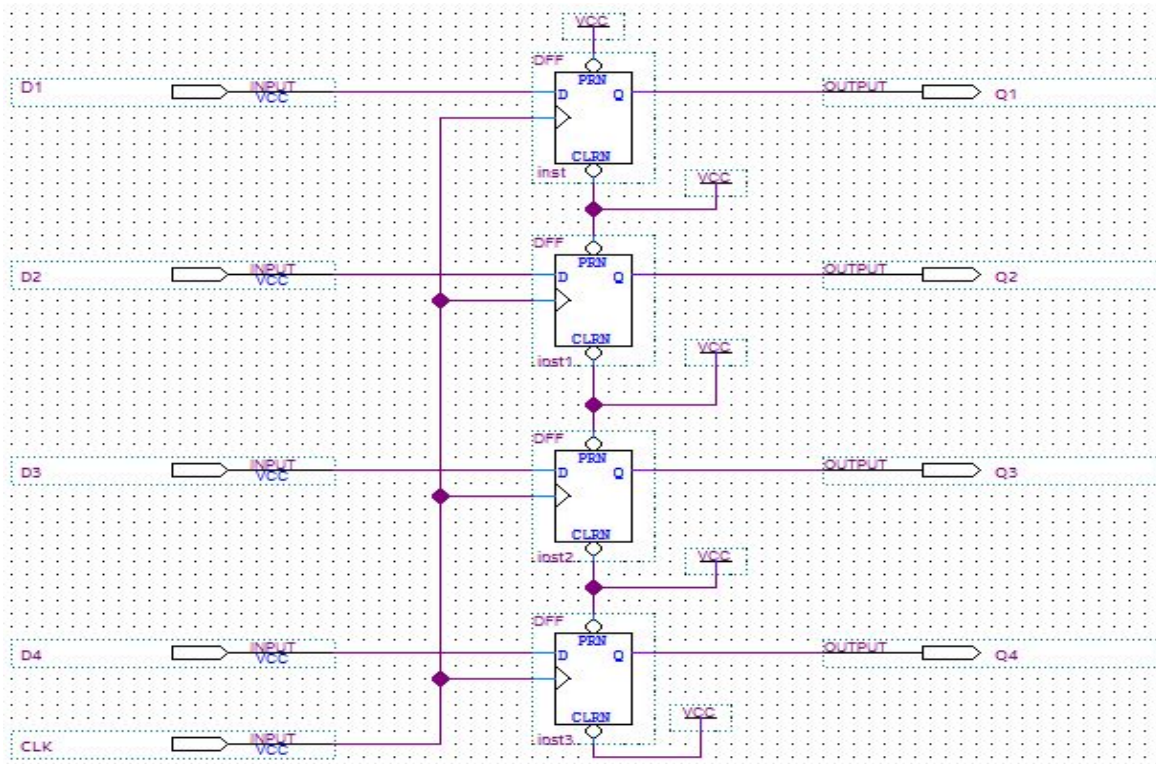 VCC
DFF
PRN
D1 INPUT VCC D Q OUTPUT Q1
CLRN
inst
VCC
DFF
PRN
D2 INPUT VCC D Q OUTPUT Q2
CLRN
inst1
VCC
DFF
PRN
D3 INPUT VCC D Q OUTPUT Q3
CLRN
inst2
VCC
DFF
PRN
D4 INPUT VCC D Q OUTPUT Q4
CLRN
VCC
inst3
CLK INPUT VCC